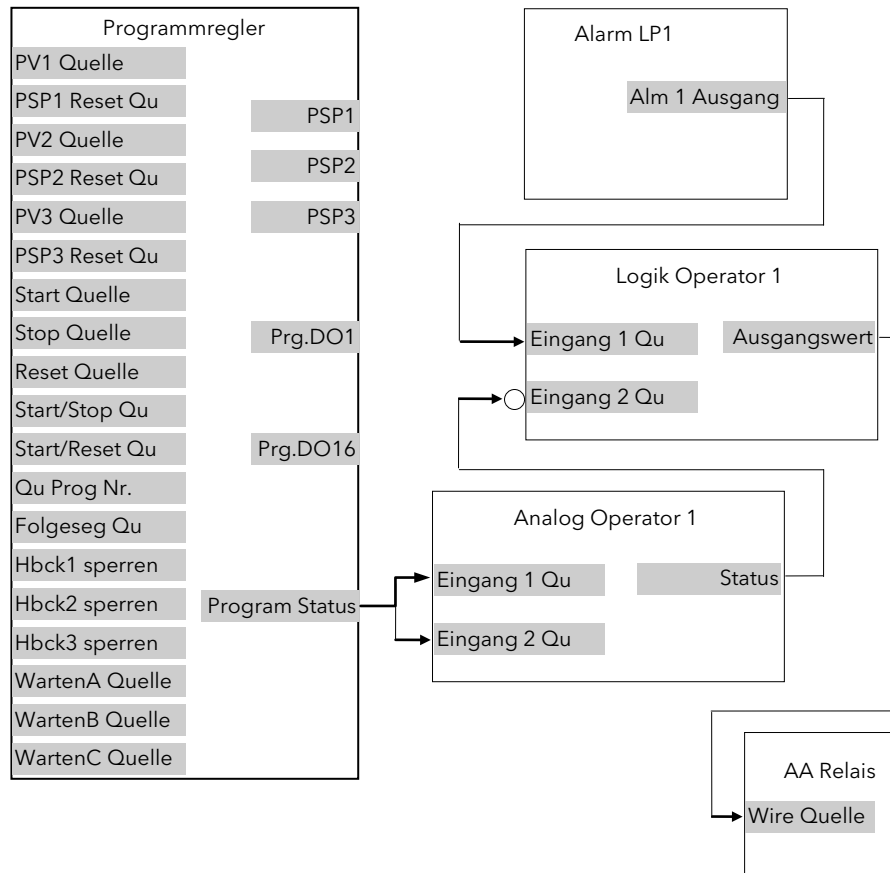 Programmregler
PV1 Quelle
PSP1 Reset Qu
PV2 Quelle
PSP2 Reset Qu
PV3 Quelle
PSP3 Reset Qu
Start Quelle
Stop Quelle
Reset Quelle
Start/Stop Qu
Start/Reset Qu
Qu Prog Nr.
Folgeseg Qu
Hbck1 sperren
Hbck2 sperren
Hbck3 sperren
WartenA Quelle
WartenB Quelle
WartenC Quelle
PSP1
PSP2
PSP3
Prg.DO1
Prg.DO16
Program Status
Alarm LP1
Alm 1 Ausgang
Logik Operator 1
Eingang 1 Qu
Ausgangswert
Eingang 2 Qu
Analog Operator 1
Eingang 1 Qu
Status
Eingang 2 Qu
AA Relais
Wire Quelle